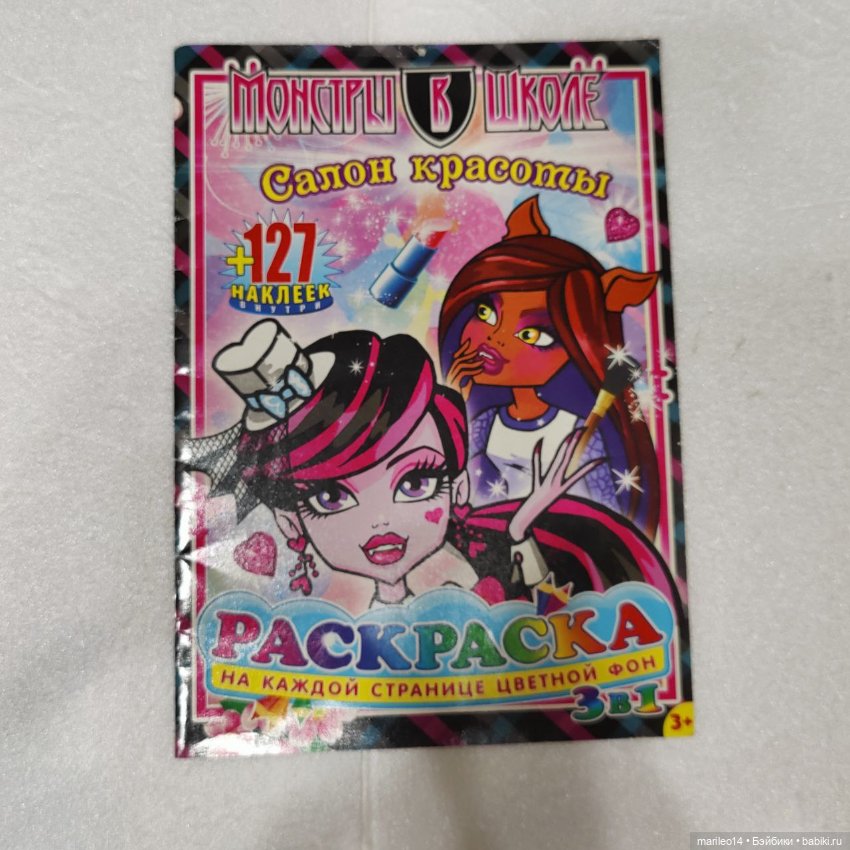 Монстры в школе
Салон красоты
+127
НАКЛЕЕК
ВНУТРИ
РАСКРАСКА
НА КАЖДОЙ СТРАНИЦЕ ЦВЕТНОЙ ФОН
3в1
3+
marileo14 • Бэйбики • babiki.ru